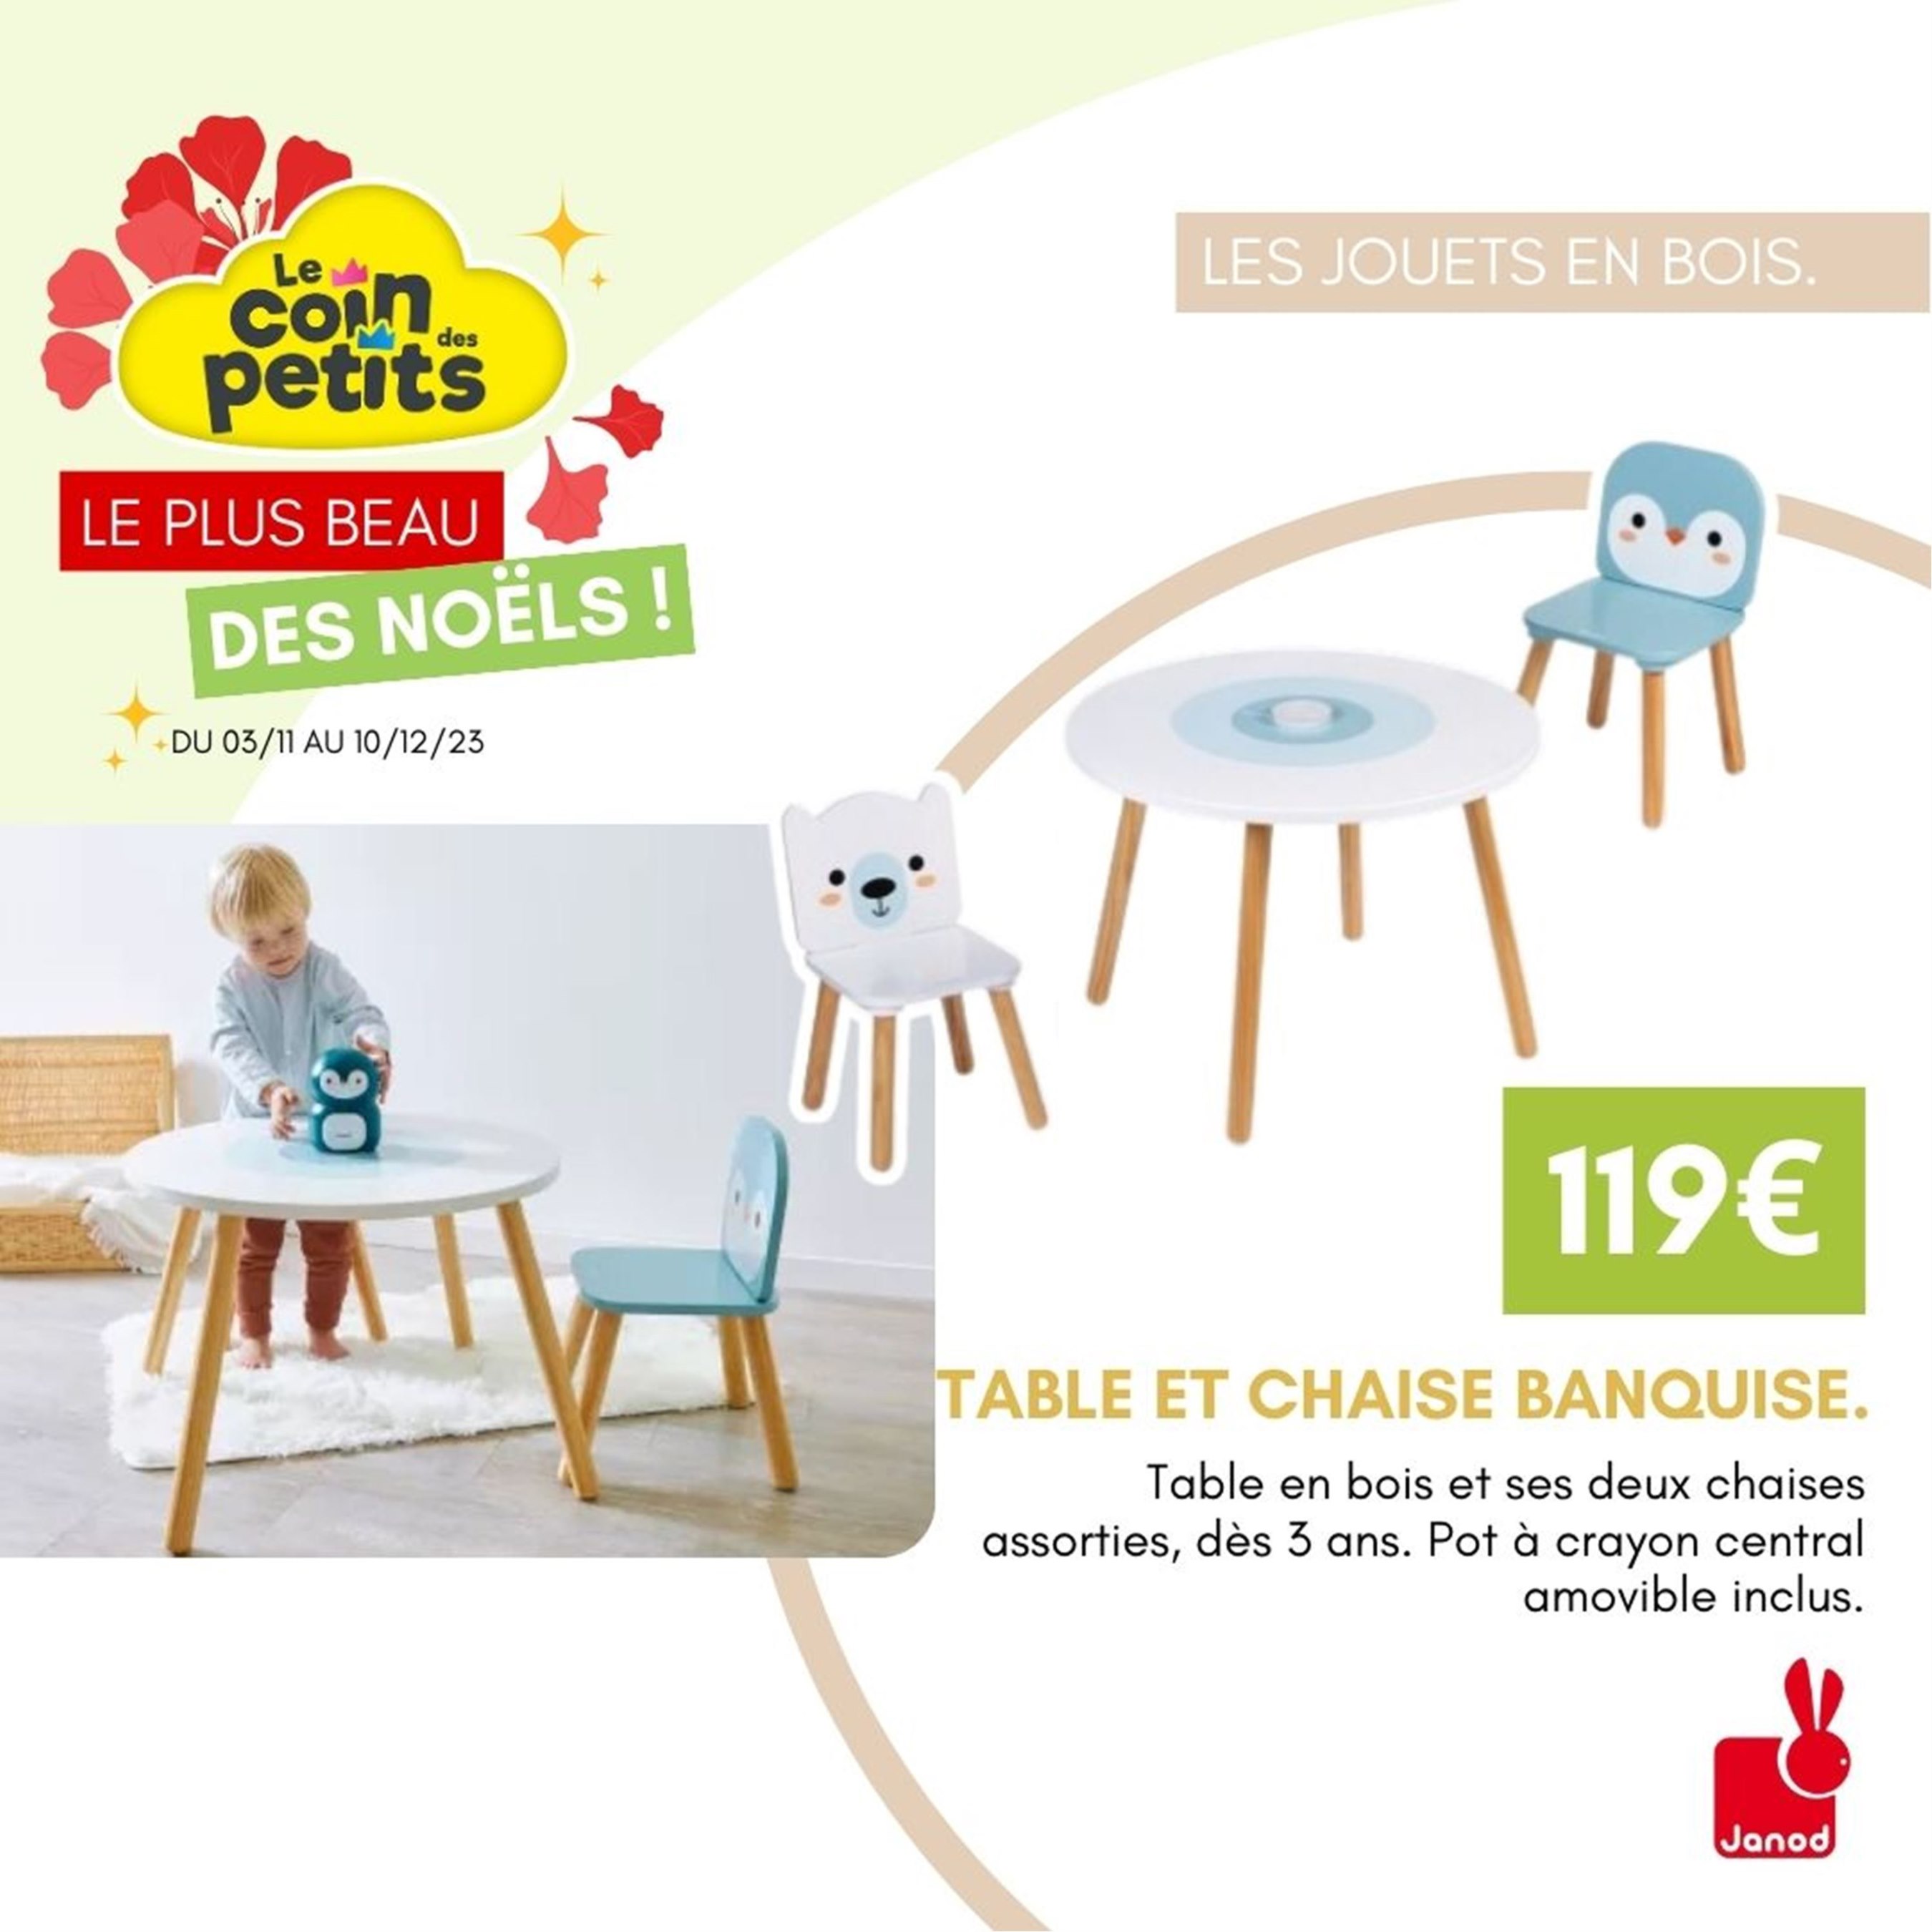 Le
coin des
petits
LE PLUS BEAU
DES NOËLS !
DU 03/11 AU 10/12/23
LES JOUETS EN BOIS.
119€
TABLE ET CHAISE BANQUISE.
Table en bois et ses deux chaises
assorties, dès 3 ans. Pot à crayon central
amovible inclus.
Janod